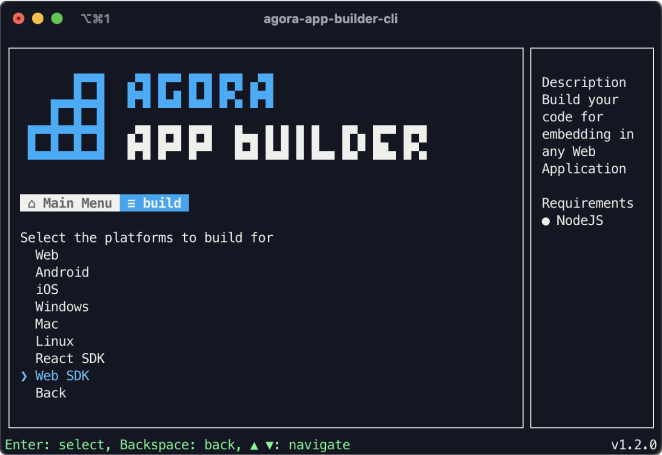 ⌥⌘1
agora-app-builder-cli
AGORA
APP bUILDER
⌂ Main Menu ≡ build
Select the platforms to build for
Web
Android
iOS
Windows
Mac
Linux
React SDK
❯ Web SDK
Back
Description
Build your
code for
embedding in
any Web
Application
Requirements
● NodeJS
Enter: select, Backspace: back, ▲ ▼: navigate
v1.2.0